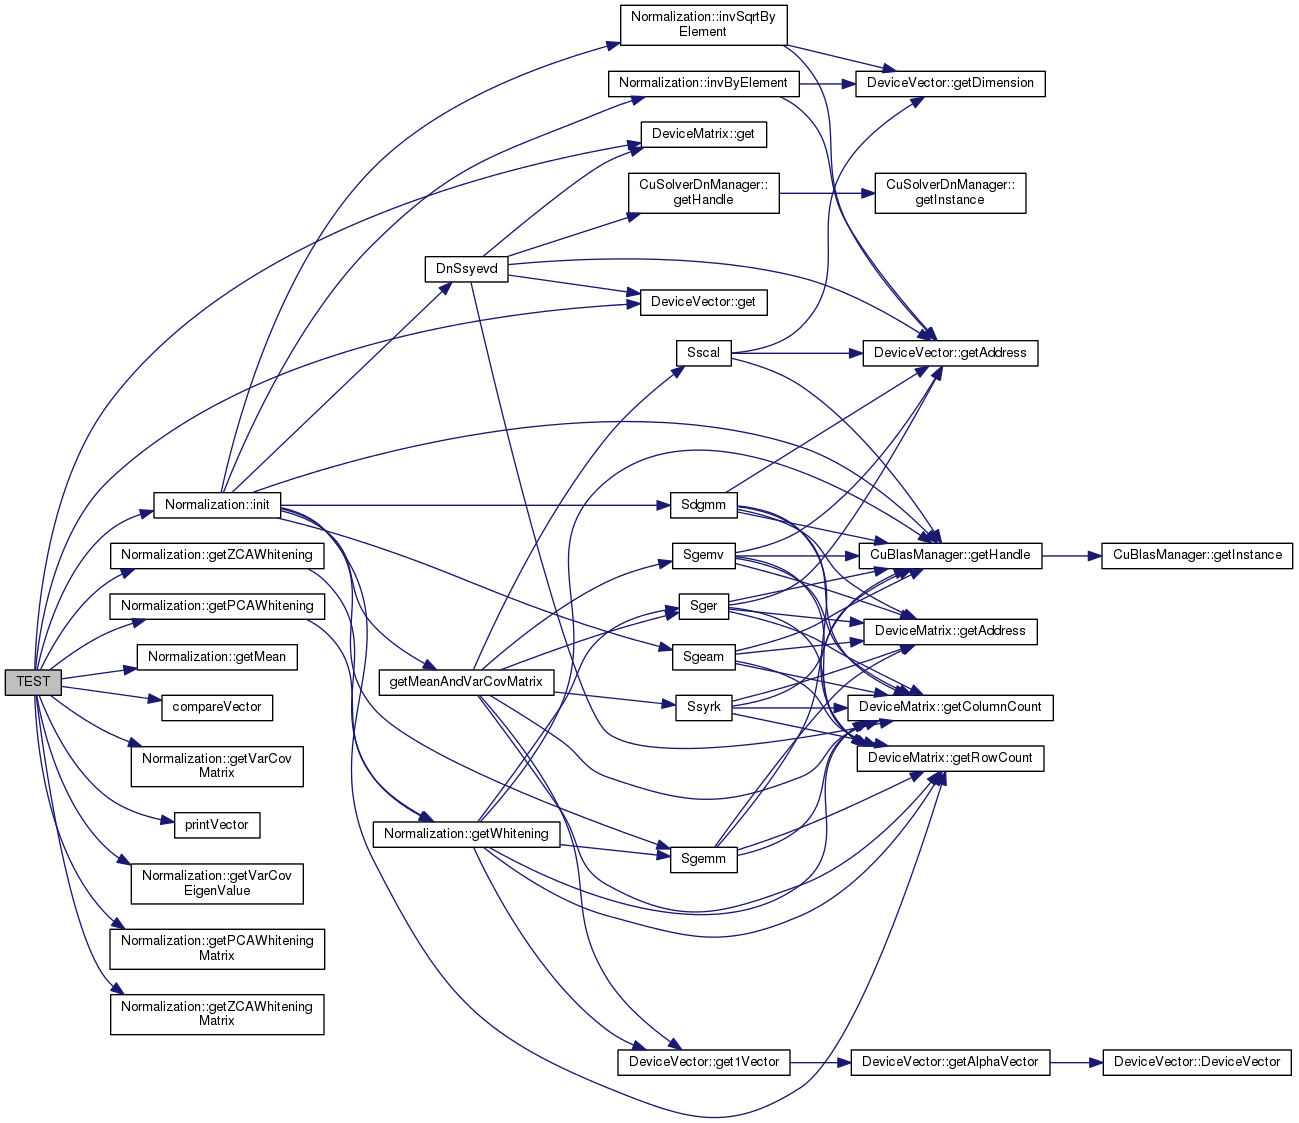 Normalization::invSqrtBy
Element
Normalization::invByElement
DeviceVector::getDimension
DeviceMatrix::get
CuSolverDnManager::
getHandle
CuSolverDnManager::
getInstance
DnSsyevd
DeviceVector::get
Sscal
DeviceVector::getAddress
Normalization::init
Sdgmm
Normalization::getZCAWhitening
Sgemv
CuBlasManager::getHandle
CuBlasManager::getInstance
Normalization::getPCAWhitening
Sger
DeviceMatrix::getAddress
Normalization::getMean
Sgeam
TEST
getMeanAndVarCovMatrix
compareVector
Ssyrk
DeviceMatrix::getColumnCount
Normalization::getVarCov
Matrix
DeviceMatrix::getRowCount
printVector
Normalization::getWhitening
Sgemm
Normalization::getVarCov
EigenValue
Normalization::getPCAWhitening
Matrix
Normalization::getZCAWhitening
Matrix
DeviceVector::get1Vector
DeviceVector::getAlphaVector
DeviceVector::DeviceVector